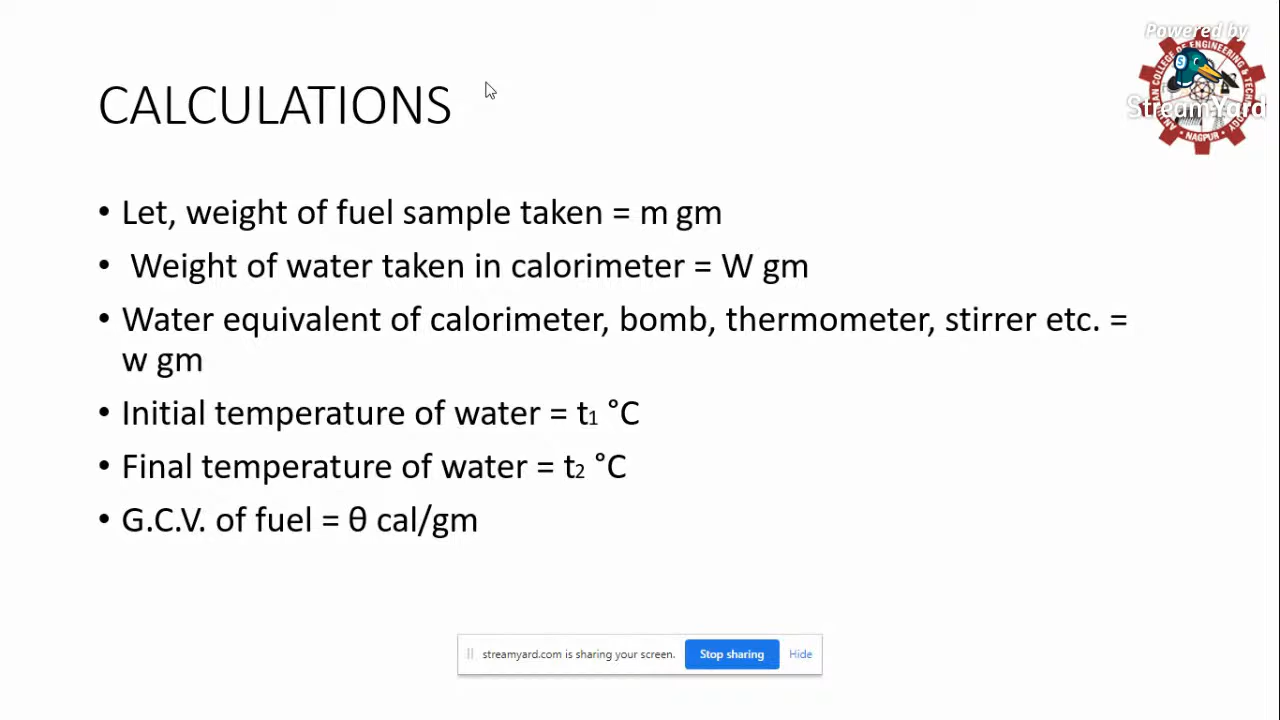 Powered by
StreamYard
NAGPUR
CALCULATIONS
• Let, weight of fuel sample taken = m gm
• Weight of water taken in calorimeter = W gm
• Water equivalent of calorimeter, bomb, thermometer, stirrer etc. =
w gm
• Initial temperature of water = t₁ °C
• Final temperature of water = t₂ °C
• G.C.V. of fuel = θ cal/gm
streamyard.com is sharing your screen.
Stop sharing
Hide